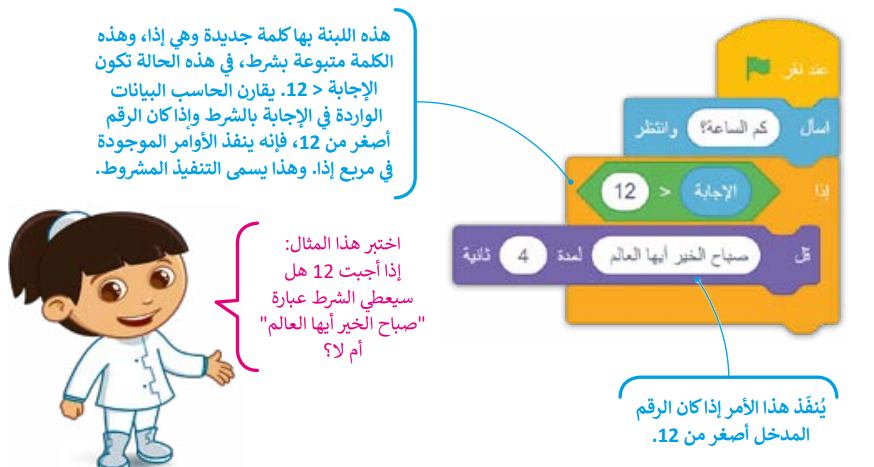 هذه اللبنة بها كلمة جديدة وهي إذا، وهذه
الكلمة متبوعة بشرط، في هذه الحالة تكون
الإجابة < 12. يقارن الحاسب البيانات
الواردة في الإجابة بالشرط وإذا كان الرقم
أصغر من 12، فإنه ينفذ الأوامر الموجودة
في مربع إذا. وهذا يسمى التنفيذ المشروط.
عند نقر
اسأل كم الساعة؟ وانتظر
إذا الإجابة < 12
قل صباح الخير أيها العالم لمدة 4 ثانية
اختبر هذا المثال:
إذا أجبت 12 هل
سيعطي الشرط عبارة
"صباح الخير أيها العالم"
أم لا؟
يُنفّذ هذا الأمر إذا كان الرقم
المدخل أصغر من 12.